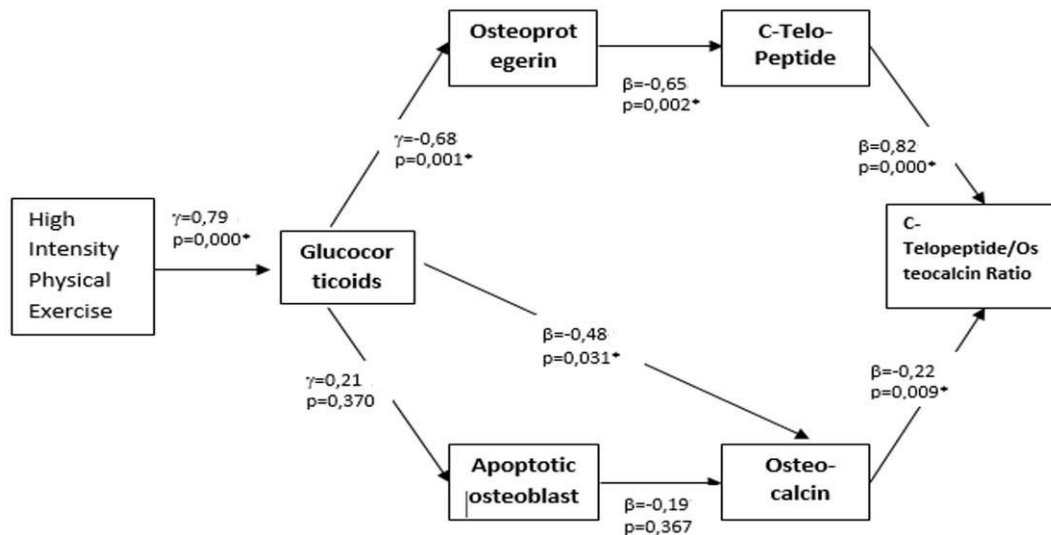 Osteoprot
egerin
β=-0,65
p=0,002*
C-Telo-
Peptide
γ=-0,68
p=0,001*
β=0,82
p=0,000*
High
Intensity
Physical
Exercise
γ=0,79
p=0,000*
Glucocor
ticoids
C-
Telopeptide/Os
teocalcin Ratio
β=-0,48
p=0,031*
γ=0,21
p=0,370
β=-0,22
p=0,009*
Apoptotic
osteoblast
β=-0,19
p=0,367
Osteo-
calcin